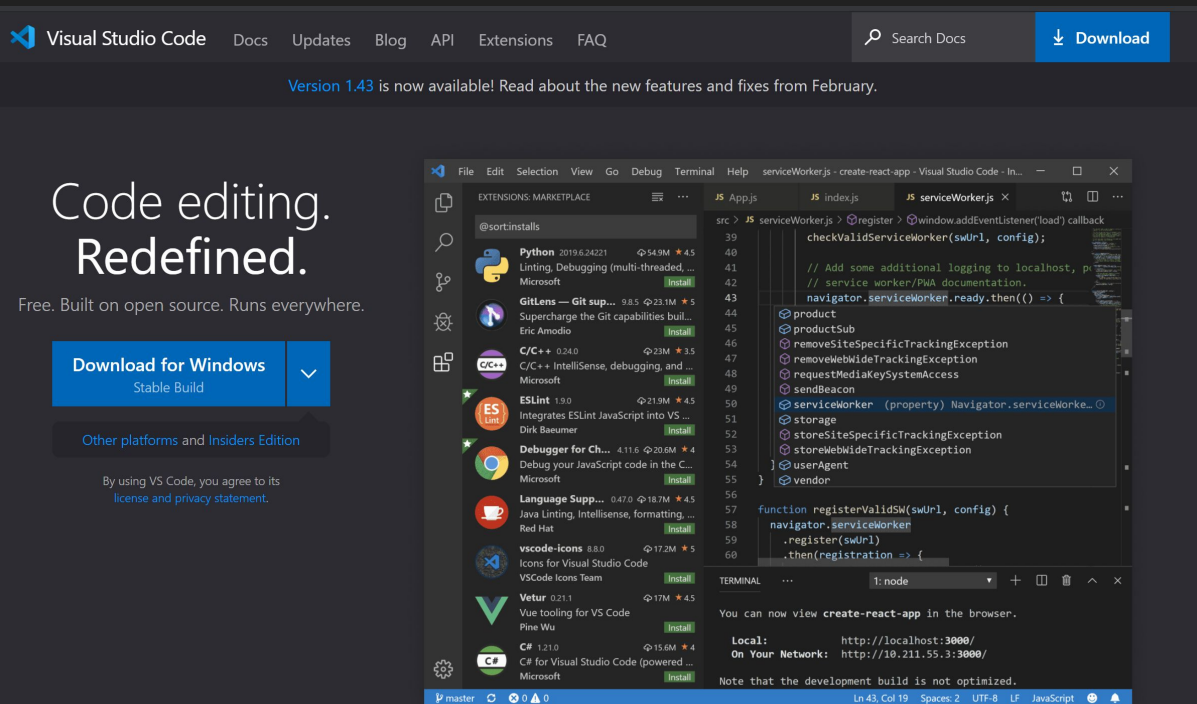 Visual Studio Code Docs Updates Blog API Extensions FAQ Search Docs Download
Version 1.43 is now available! Read about the new features and fixes from February.
Code editing.
Redefined.
Free. Built on open source. Runs everywhere.
Download for Windows
Stable Build
Other platforms and Insiders Edition
By using VS Code, you agree to its
license and privacy statement.
File Edit Selection View Go Debug Terminal Help serviceWorker.js - create-react-app - Visual Studio Code - In...
EXTENSIONS: MARKETPLACE
@sort:installs
Python 2019.6.24221 54.9M ★ 4.5
Linting, Debugging (multi-threaded, ...
Microsoft Install
GitLens — Git sup... 9.8.5 23.1M ★ 5
Supercharge the Git capabilities buil...
Eric Amodio Install
C/C++
C/C++ 0.24.0 23M ★ 3.5
C/C++ IntelliSense, debugging, and ...
Microsoft Install
ES
Lint
ESLint 1.9.0 21.9M ★ 4.5
Integrates ESLint JavaScript into VS ...
Dirk Baeumer Install
Debugger for Ch... 4.11.6 20.6M ★ 4
Debug your JavaScript code in the C...
Microsoft Install
Language Supp... 0.47.0 18.7M ★ 4.5
Java Linting, Intellisense, formatting, ...
Red Hat Install
vscode-icons 8.8.0 17.2M ★ 5
Icons for Visual Studio Code
VSCode Icons Team Install
Vetur 0.21.1 17M ★ 4.5
Vue tooling for VS Code
Pine Wu Install
C#
C# 1.21.0 15.6M ★ 4
C# for Visual Studio Code (powered ...
Microsoft Install
JS App.js JS index.js JS serviceWorker.js
src > JS serviceWorker.js > register > window.addEventListener('load') callback
39 checkValidServiceWorker(swUrl, config);
40
41 // Add some additional logging to localhost, p
42 // service worker/PWA documentation.
43 navigator.serviceWorker.ready.then(() => {
44 product
45 productSub
46 removeSiteSpecificTrackingException
47 removeWebWideTrackingException
48 requestMediaKeySystemAccess
49 sendBeacon
50 serviceWorker (property) Navigator.serviceWorke...
51 storage
52 storeSiteSpecificTrackingException
53 storeWebWideTrackingException
54 } userAgent
55 } vendor
56
57 function registerValidSW(swUrl, config) {
58 navigator.serviceWorker
59 .register(swUrl)
60 .then(registration => {
TERMINAL ... 1: node
You can now view create-react-app in the browser.
Local: http://localhost:3000/
On Your Network: http://10.211.55.3:3000/
Note that the development build is not optimized.
master 0 0 Ln 43, Col 19 Spaces: 2 UTF-8 LF JavaScript